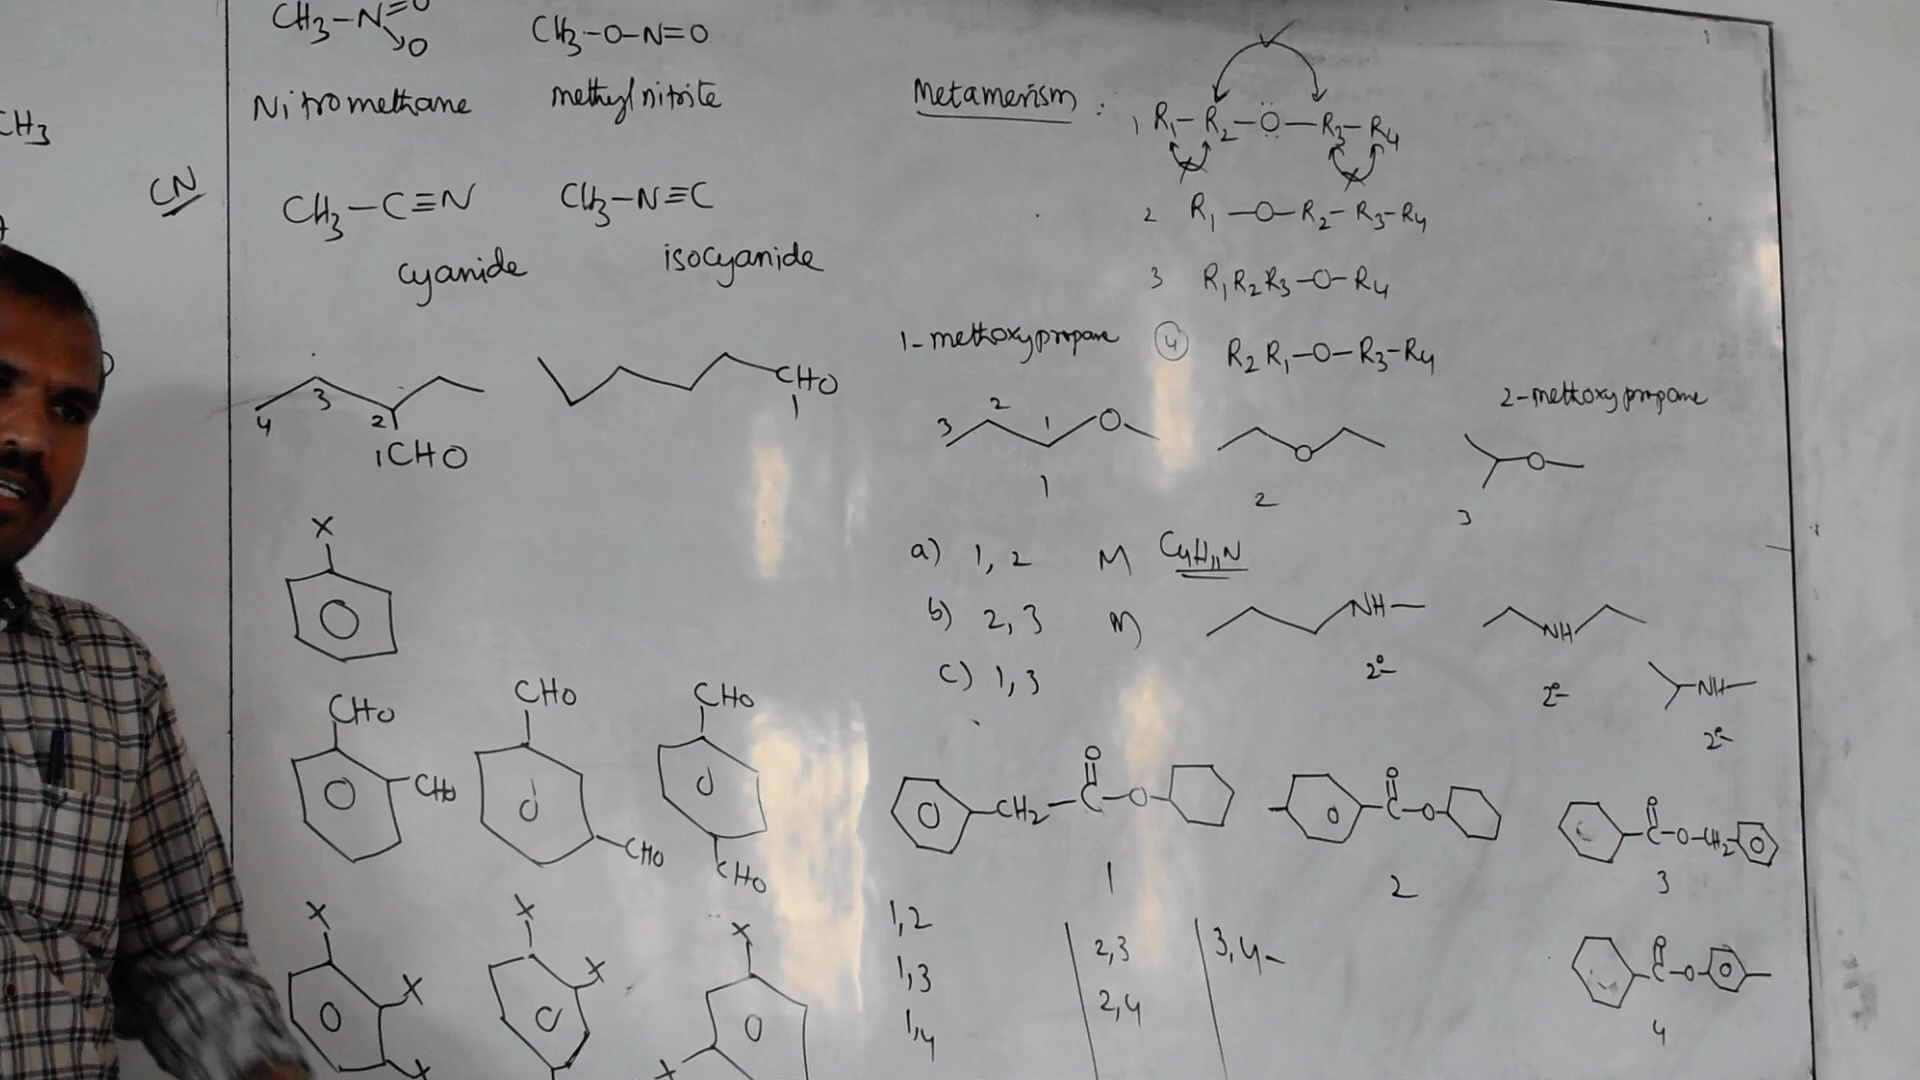 CH3
CH3-N=O
O
CH3-O-N=O
Nitromethane
methylnitrite
CN
CH3-C≡N
CH3-N≡C
cyanide
isocyanide
4
3
2
1CHO
CHO
1
X
CHO
CHO
CHO
CHO
CHO
CHO
X
X
X
X
X
X
X
Metamerism :
1 R1-R2-O-R3-R4
2 R1-O-R2-R3-R4
3 R1R2R3-O-R4
1-methoxypropane
4 R2R1-O-R3-R4
2-methoxypropane
3 2 1 O
O
O
1
2
3
a) 1,2 M C4H11N
b) 2,3 M
c) 1,3
NH
2°
NH
2°
NH
2°
CH2-C-O
O
1
O
C-O
2
O
C-O-CH2
3
O
C-O
4
1,2
1,3
1,4
2,3
2,4
3,4